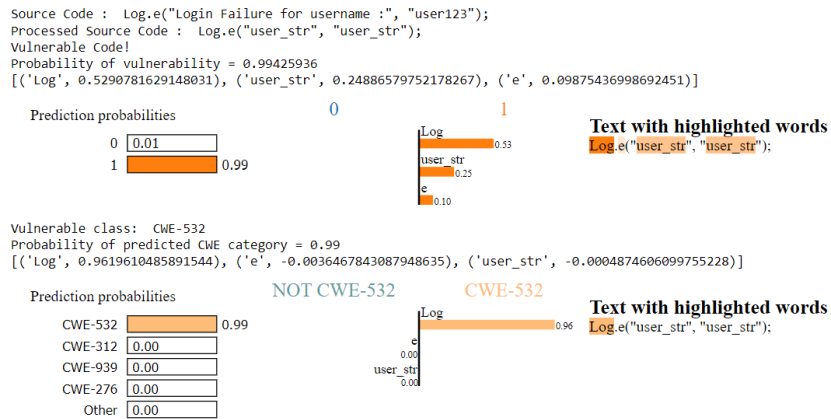 Source Code :  Log.e("Login Failure for username :", "user123");
Processed Source Code :  Log.e("user_str", "user_str");
Vulnerable Code!
Probability of vulnerability = 0.99425936
[('Log', 0.5290781629148031), ('user_str', 0.24886579752178267), ('e', 0.09875436998692451)]
Prediction probabilities
0 0.01
1 0.99
0 1
Log
0.53
user_str
0.25
e
0.10
Text with highlighted words
Log.e("user_str", "user_str");
Vulnerable class:  CWE-532
Probability of predicted CWE category = 0.99
[('Log', 0.9619610485891544), ('e', -0.0036467843087948635), ('user_str', -0.0004874606099755228)]
Prediction probabilities
CWE-532 0.99
CWE-312 0.00
CWE-939 0.00
CWE-276 0.00
Other 0.00
NOT CWE-532 CWE-532
Log
0.96
e
0.00
user_str
0.00
Text with highlighted words
Log.e("user_str", "user_str");